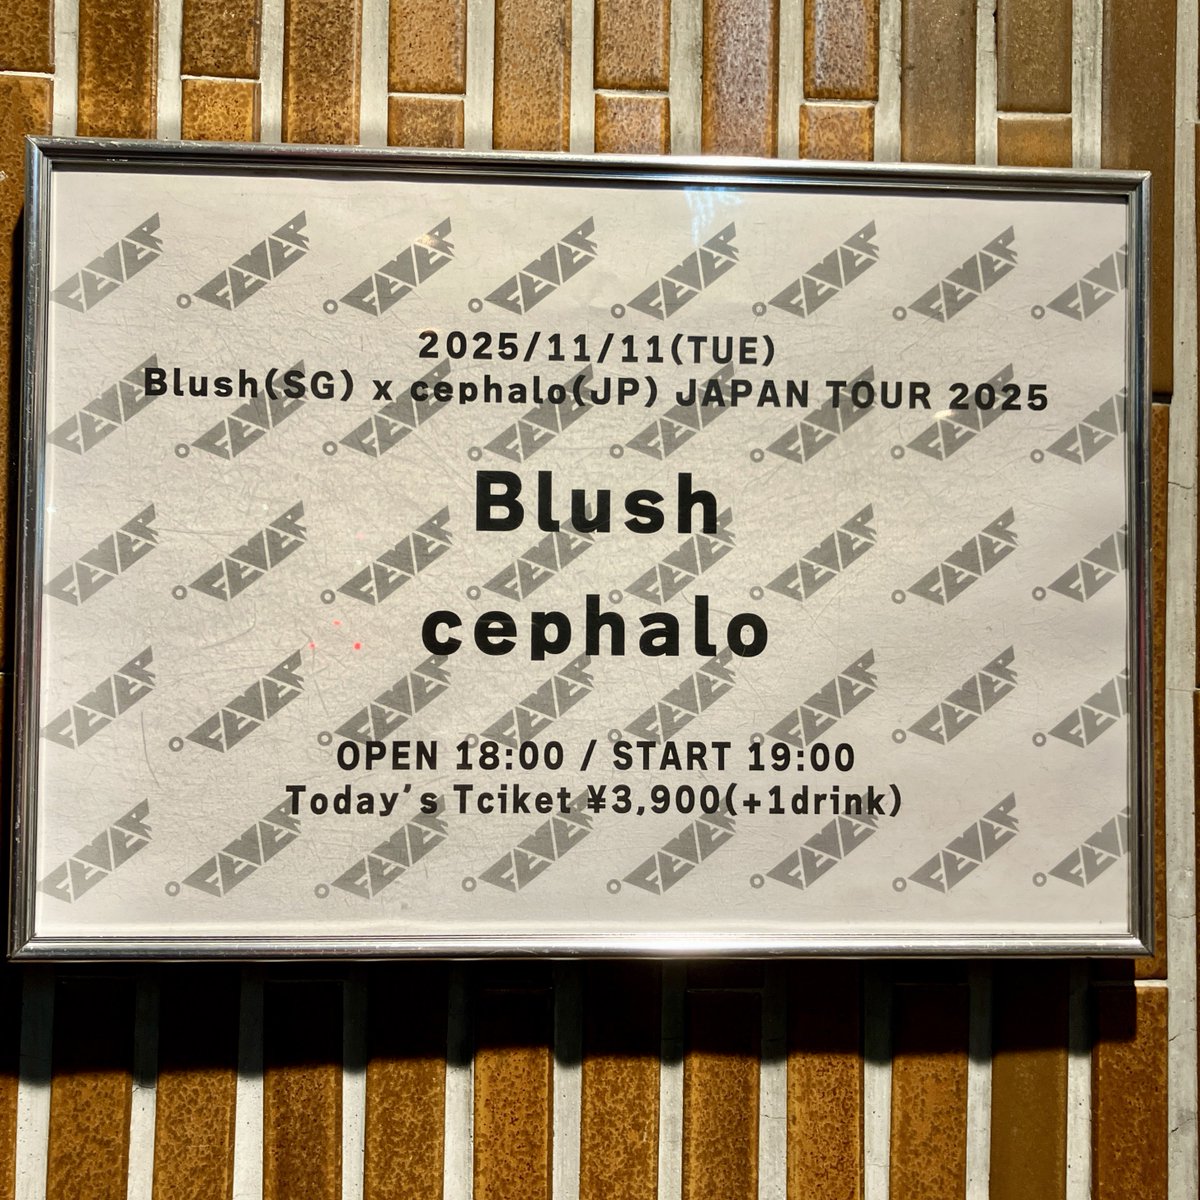 2025/11/11(TUE)
Blush(SG) x cephalo(JP) JAPAN TOUR 2025
Blush
cephalo
OPEN 18:00 / START 19:00
Today's Tciket ¥3,900(+1drink)